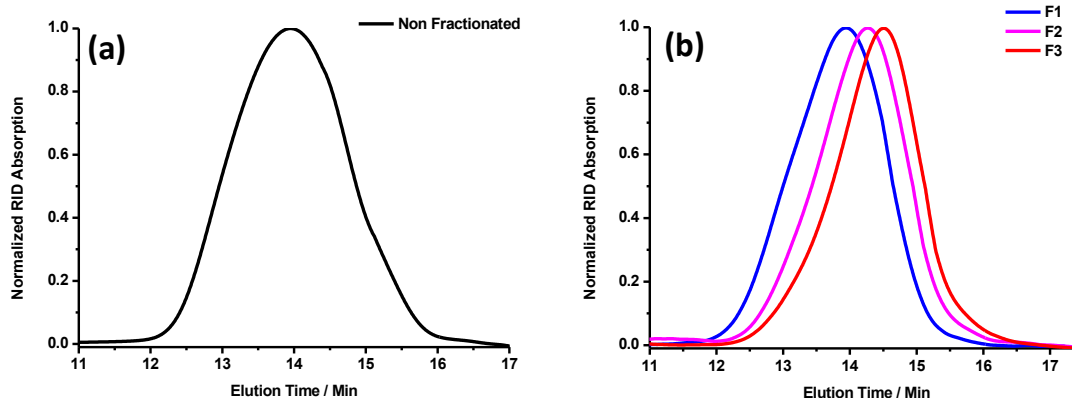 (a)
Non Fractionated
Normalized RID Absorption
1.0
0.8
0.6
0.4
0.2
0.0
11 12 13 14 15 16 17
Elution Time / Min
(b)
F1
F2
F3
Normalized RID Absorption
1.0
0.8
0.6
0.4
0.2
0.0
11 12 13 14 15 16 17
Elution Time / Min